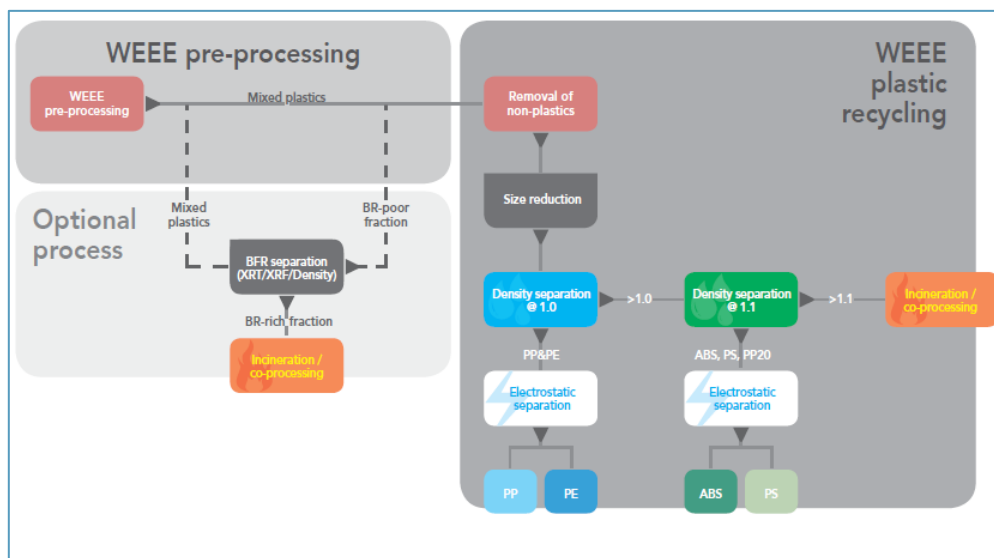 WEEE pre-processing
WEEE
pre-processing
Mixed plastics
Mixed
plastics
BR-poor
fraction
Optional
process
BFR separation
(XRT/XRF/Density)
BR-rich fraction
Incineration /
co-processing
WEEE
plastic
recycling
Removal of
non-plastics
Size reduction
Density separation
@ 1.0
>1.0
Density separation
@ 1.1
>1.1
Incineration /
co-processing
PP&PE
ABS, PS, PP20
Electrostatic
separation
Electrostatic
separation
PP
PE
ABS
PS